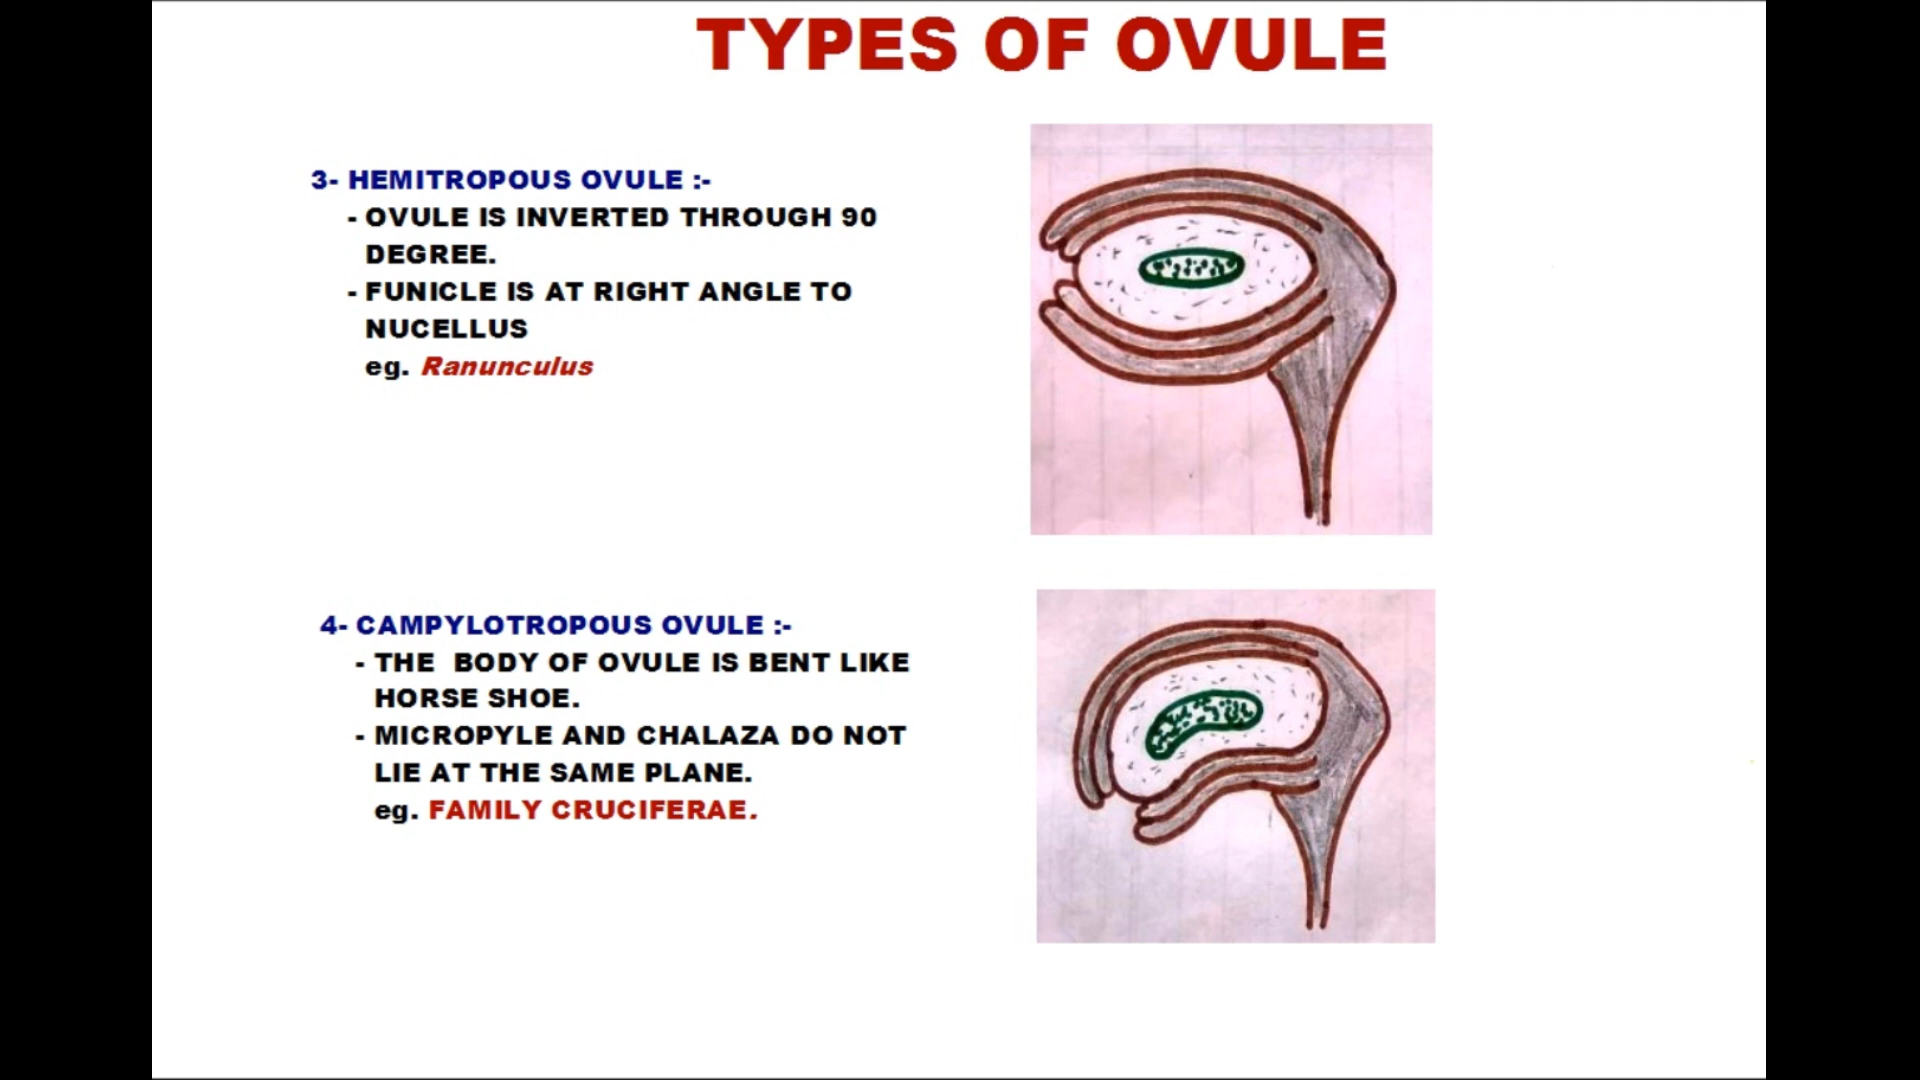 TYPES OF OVULE
3- HEMITROPOUS OVULE :-
- OVULE IS INVERTED THROUGH 90
DEGREE.
- FUNICLE IS AT RIGHT ANGLE TO
NUCELLUS
eg. Ranunculus
4- CAMPYLOTROPOUS OVULE :-
- THE BODY OF OVULE IS BENT LIKE
HORSE SHOE.
- MICROPYLE AND CHALAZA DO NOT
LIE AT THE SAME PLANE.
eg. FAMILY CRUCIFERAE.